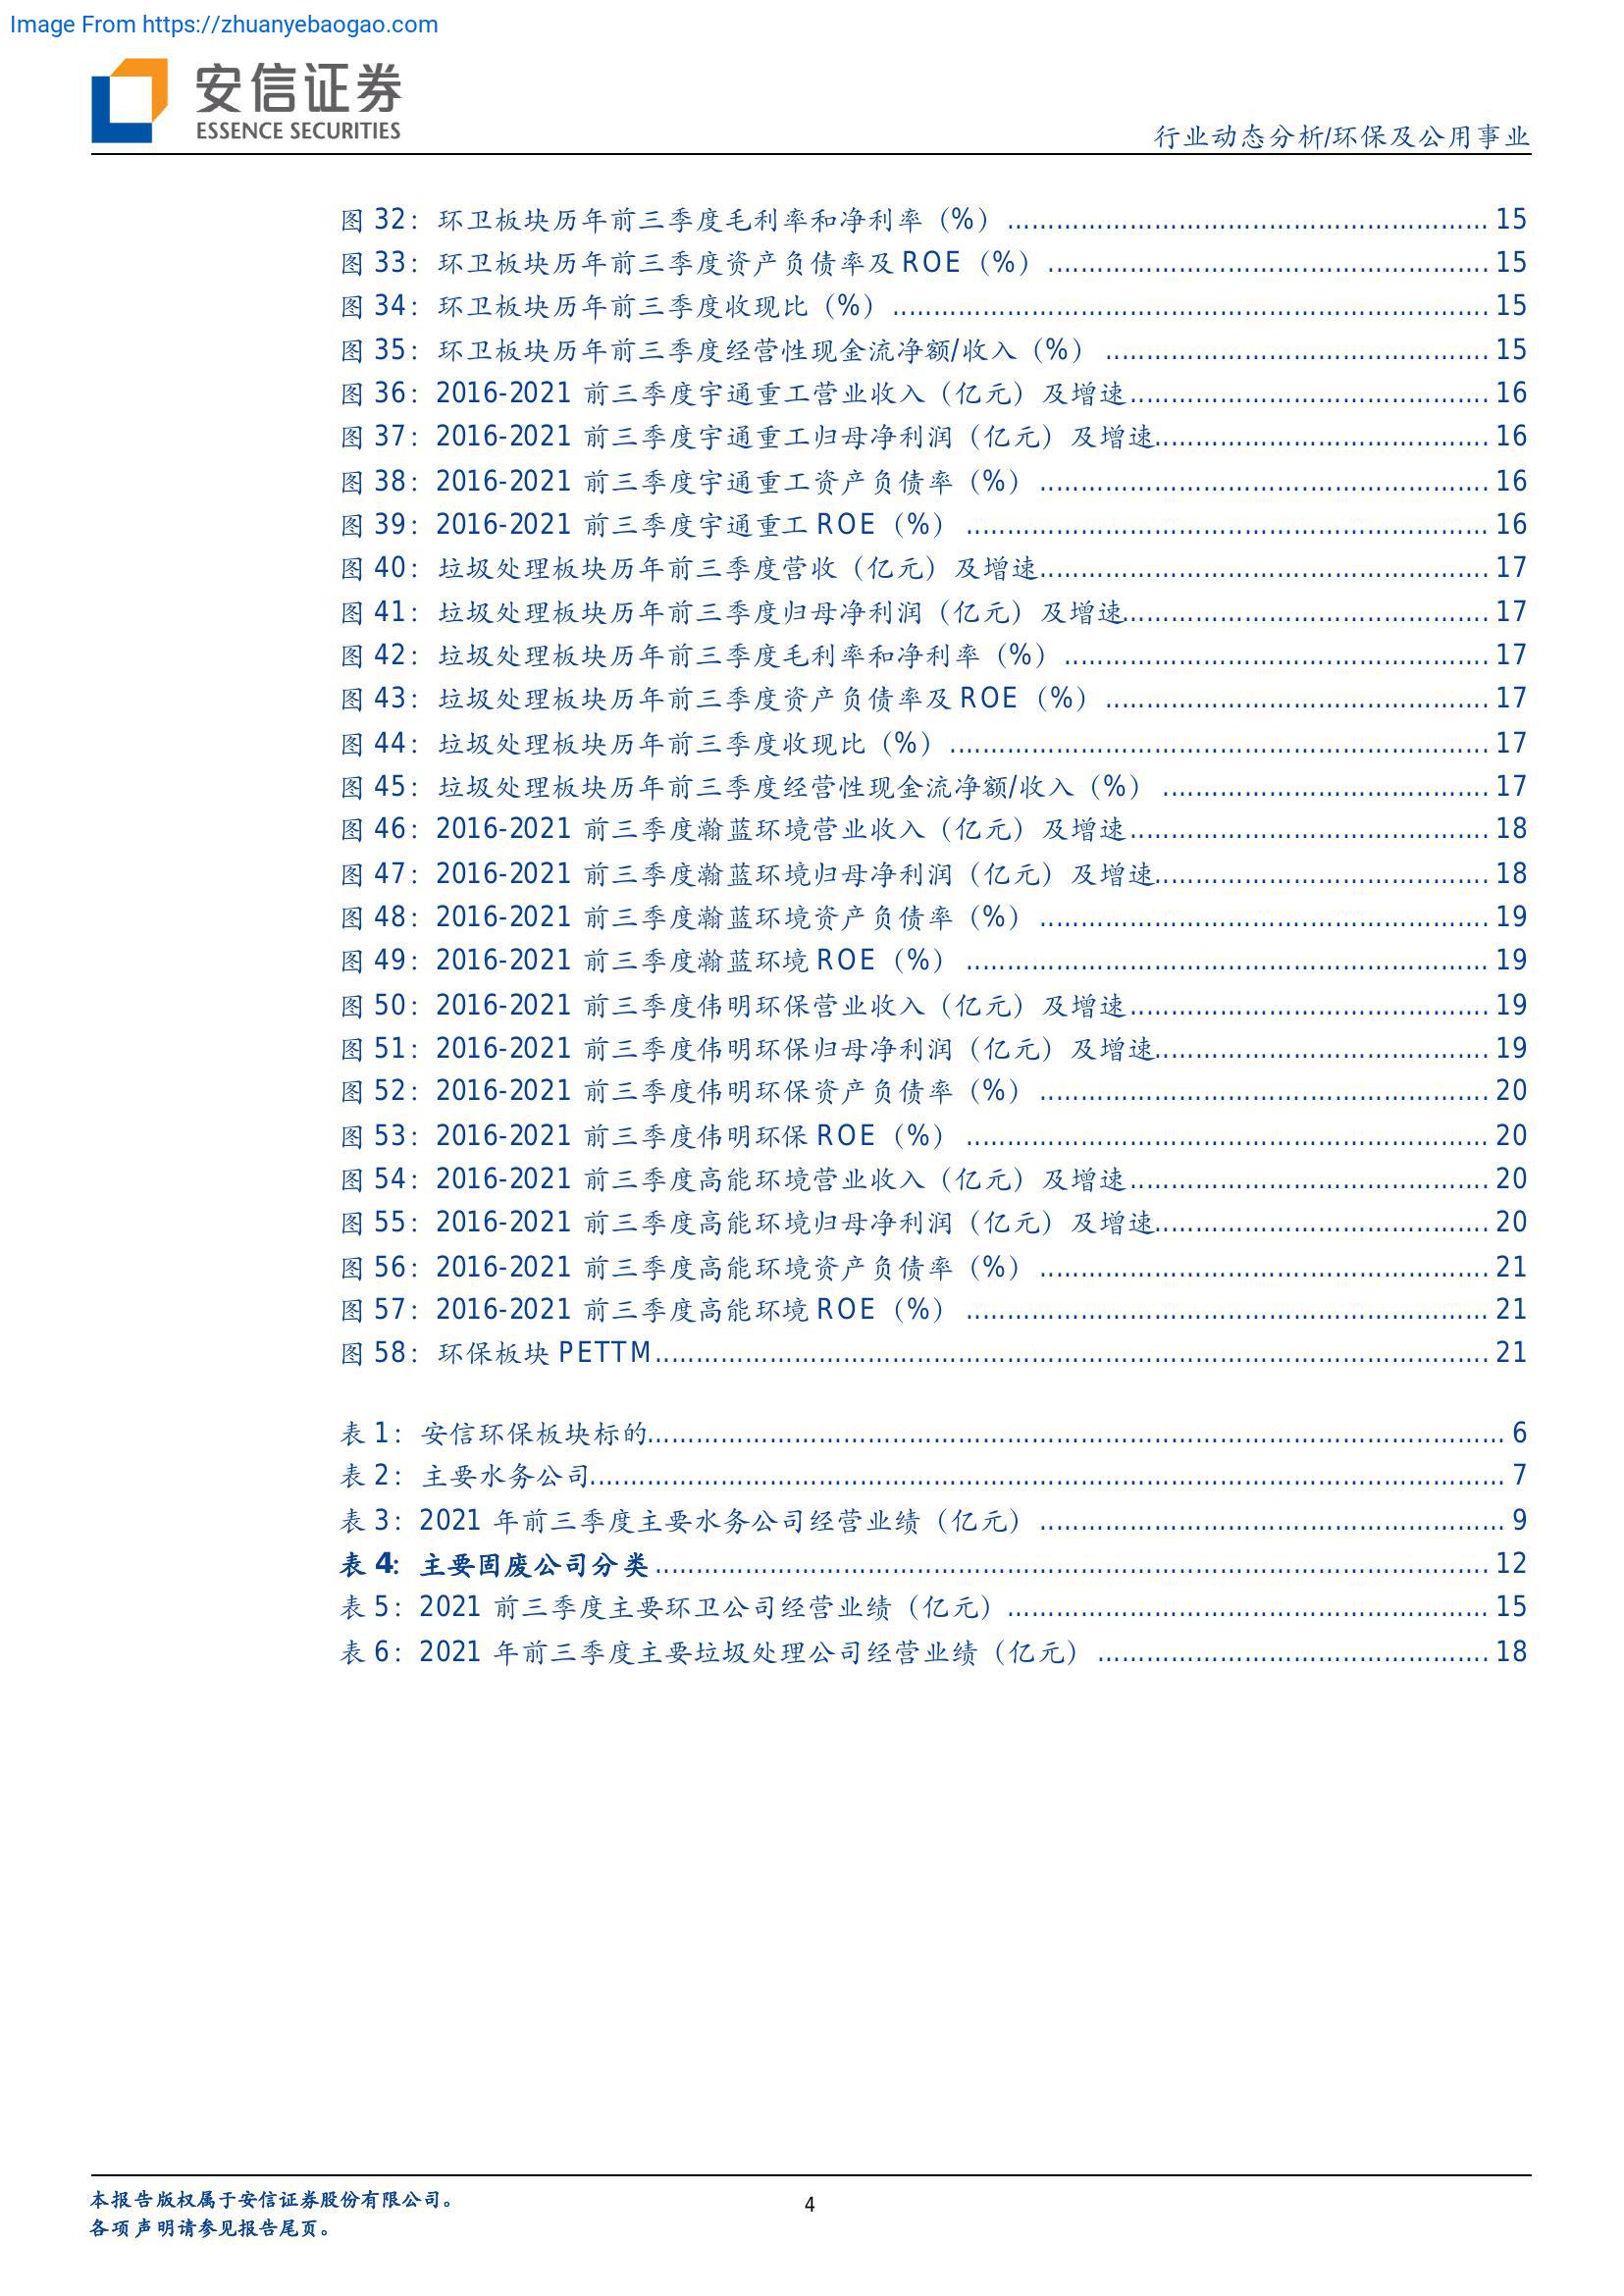 Image From https://zhuanyebaogao.com
安信证券
ESSENCE SECURITIES
行业动态分析/环保及公用事业
图 32：环卫板块历年前三季度毛利率和净利率（%）........................................................ 15
图 33：环卫板块历年前三季度资产负债率及 ROE（%）.................................................... 15
图 34：环卫板块历年前三季度收现比（%）...................................................................... 15
图 35：环卫板块历年前三季度经营性现金流净额/收入（%）............................................. 15
图 36：2016-2021 前三季度宇通重工营业收入（亿元）及增速.......................................... 16
图 37：2016-2021 前三季度宇通重工归母净利润（亿元）及增速....................................... 16
图 38：2016-2021 前三季度宇通重工资产负债率（%）..................................................... 16
图 39：2016-2021 前三季度宇通重工 ROE（%）.............................................................. 16
图 40：垃圾处理板块历年前三季度营收（亿元）及增速..................................................... 17
图 41：垃圾处理板块历年前三季度归母净利润（亿元）及增速........................................... 17
图 42：垃圾处理板块历年前三季度毛利率和净利率（%）.................................................. 17
图 43：垃圾处理板块历年前三季度资产负债率及 ROE（%）............................................. 17
图 44：垃圾处理板块历年前三季度收现比（%）............................................................... 17
图 45：垃圾处理板块历年前三季度经营性现金流净额/收入（%）...................................... 17
图 46：2016-2021 前三季度瀚蓝环境营业收入（亿元）及增速.......................................... 18
图 47：2016-2021 前三季度瀚蓝环境归母净利润（亿元）及增速....................................... 18
图 48：2016-2021 前三季度瀚蓝环境资产负债率（%）..................................................... 19
图 49：2016-2021 前三季度瀚蓝环境 ROE（%）.............................................................. 19
图 50：2016-2021 前三季度伟明环保营业收入（亿元）及增速.......................................... 19
图 51：2016-2021 前三季度伟明环保归母净利润（亿元）及增速....................................... 19
图 52：2016-2021 前三季度伟明环保资产负债率（%）..................................................... 20
图 53：2016-2021 前三季度伟明环保 ROE（%）.............................................................. 20
图 54：2016-2021 前三季度高能环境营业收入（亿元）及增速.......................................... 20
图 55：2016-2021 前三季度高能环境归母净利润（亿元）及增速....................................... 20
图 56：2016-2021 前三季度高能环境资产负债率（%）..................................................... 21
图 57：2016-2021 前三季度高能环境 ROE（%）.............................................................. 21
图 58：环保板块 PETTM.................................................................................................. 21
表 1：安信环保板块标的.................................................................................................... 6
表 2：主要水务公司........................................................................................................... 7
表 3：2021 年前三季度主要水务公司经营业绩（亿元）....................................................... 9
表 4：主要固废公司分类.................................................................................................. 12
表 5：2021 前三季度主要环卫公司经营业绩（亿元）........................................................ 15
表 6：2021 年前三季度主要垃圾处理公司经营业绩（亿元）.............................................. 18
本报告版权属于安信证券股份有限公司。
4
各项声明请参见报告尾页。